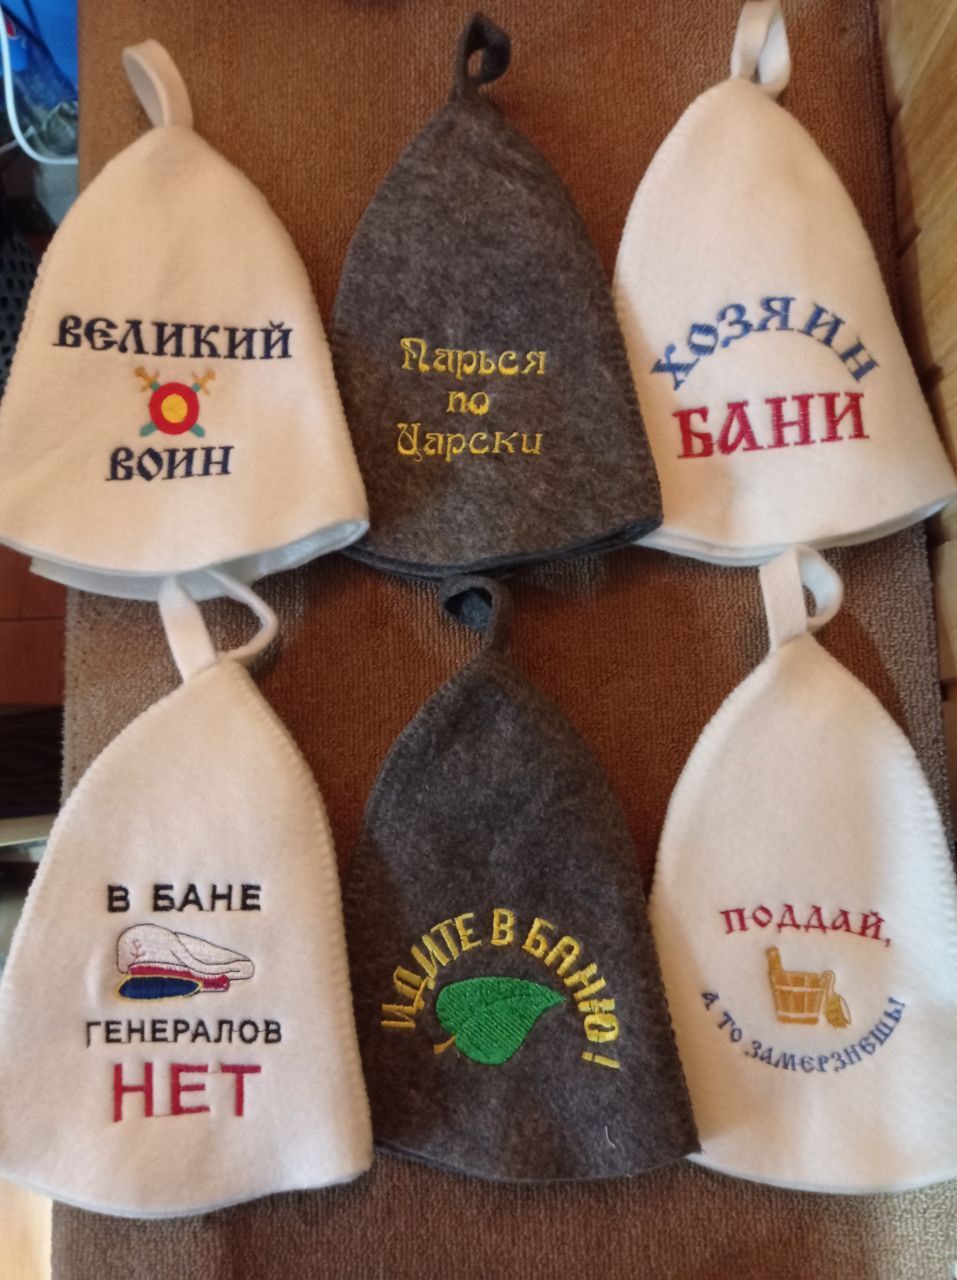 ВЕЛИКИЙ
ВОИН
Парься
по
Царски
ХОЗЯИН
БАНИ
В БАНЕ
ГЕНЕРАЛОВ
НЕТ
ИДИТЕ В БАНЮ!
ПОДДАЙ,
А ТО ЗАМЕРЗНЕШЬ!